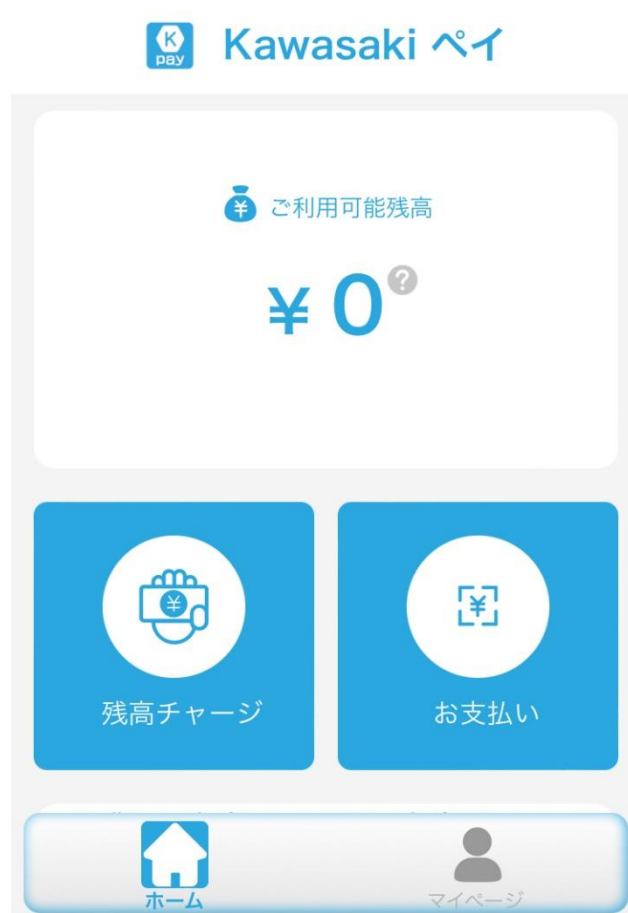 K
pay
Kawasaki ペイ
¥
ご利用可能残高
¥ 0
?
¥
¥
残高チャージ
お支払い
ホーム
マイページ